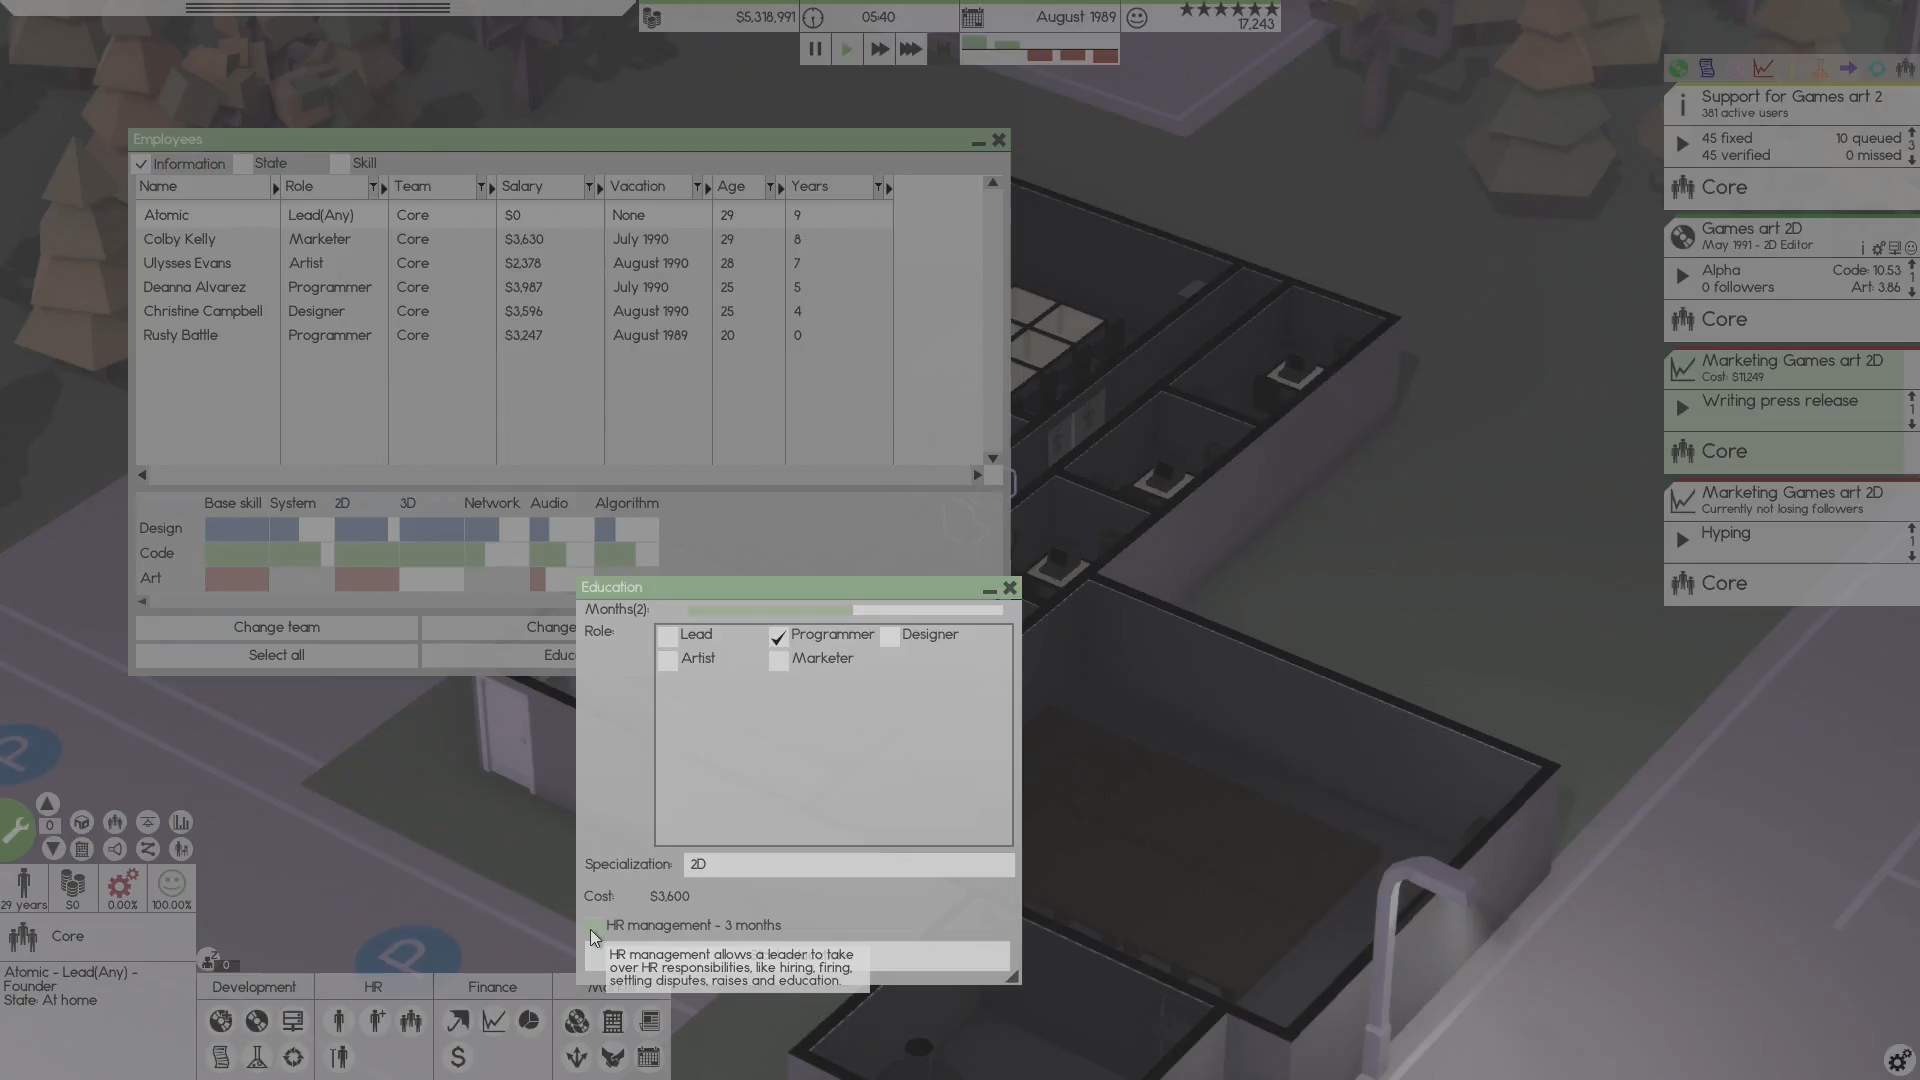 $5,318,991
05:40
August 1989
17,243
Support for Games art 2
381 active users
45 fixed
10 queued
3
45 verified
0 missed
Core
Games art 2D
May 1991 - 2D Editor
Alpha
Code: 10.53
1
0 followers
Art: 3.86
Core
Marketing Games art 2D
Cost: $11,249
Writing press release
1
Core
Marketing Games art 2D
Currently not losing followers
Hyping
1
Core
Employees
Information
State
Skill
Name Role Team Salary Vacation Age Years
Atomic Lead(Any) Core $0 None 29 9
Colby Kelly Marketer Core $3,630 July 1990 29 8
Ulysses Evans Artist Core $2,378 August 1990 28 7
Deanna Alvarez Programmer Core $3,987 July 1990 25 5
Christine Campbell Designer Core $3,596 August 1990 25 4
Rusty Battle Programmer Core $3,247 August 1989 20 0
Base skill System 2D 3D Network Audio Algorithm
Design
Code
Art
Change team
Change
Select all
Educ
Education
Months(2):
Role:
Lead
Programmer
Designer
Artist
Marketer
Specialization:
2D
Cost:
$3,600
HR management - 3 months
HR management allows a leader to take
over HR responsibilities, like hiring, firing,
settling disputes, raises and education.
0
29 years
$0
0.00%
100.00%
Core
Atomic - Lead(Any) -
Founder
State: At home
0
Development
HR
Finance